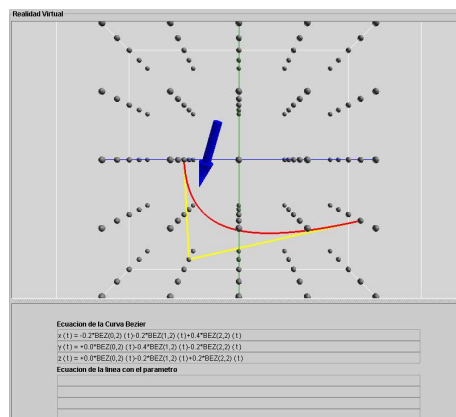 Realidad Virtual
Ecuacion de la Curva Bezier
x (t) = -0.2*BEZ(0,2) (t)-0.2*BEZ(1,2) (t)+0.4*BEZ(2,2) (t)
y (t) = +0.0*BEZ(0,2) (t)-0.4*BEZ(1,2) (t)-0.2*BEZ(2,2) (t)
z (t) = +0.0*BEZ(0,2) (t)-0.2*BEZ(1,2) (t)+0.2*BEZ(2,2) (t)
Ecuacion de la linea con el parametro